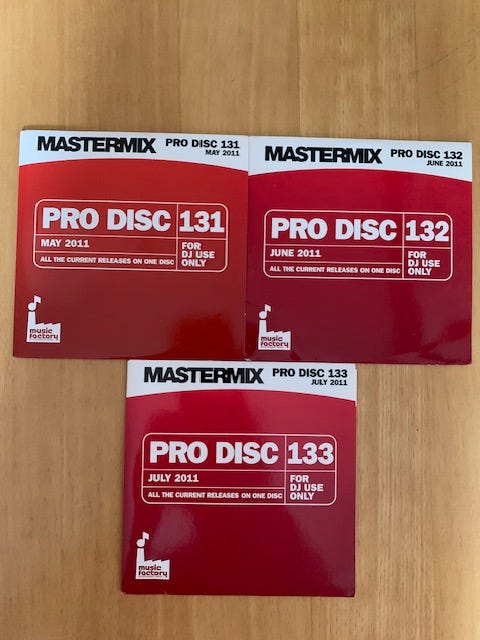 MASTERMIX PRO DISC 131
MAY 2011
PRO DISC 131
MAY 2011
ALL THE CURRENT RELEASES ON ONE DISC
FOR
DJ USE
ONLY
music
factory
MASTERMIX PRO DISC 132
JUNE 2011
PRO DISC 132
JUNE 2011
ALL THE CURRENT RELEASES ON ONE DISC
FOR
DJ USE
ONLY
music
factory
MASTERMIX PRO DISC 133
JULY 2011
PRO DISC 133
JULY 2011
ALL THE CURRENT RELEASES ON ONE DISC
FOR
DJ USE
ONLY
music
factory